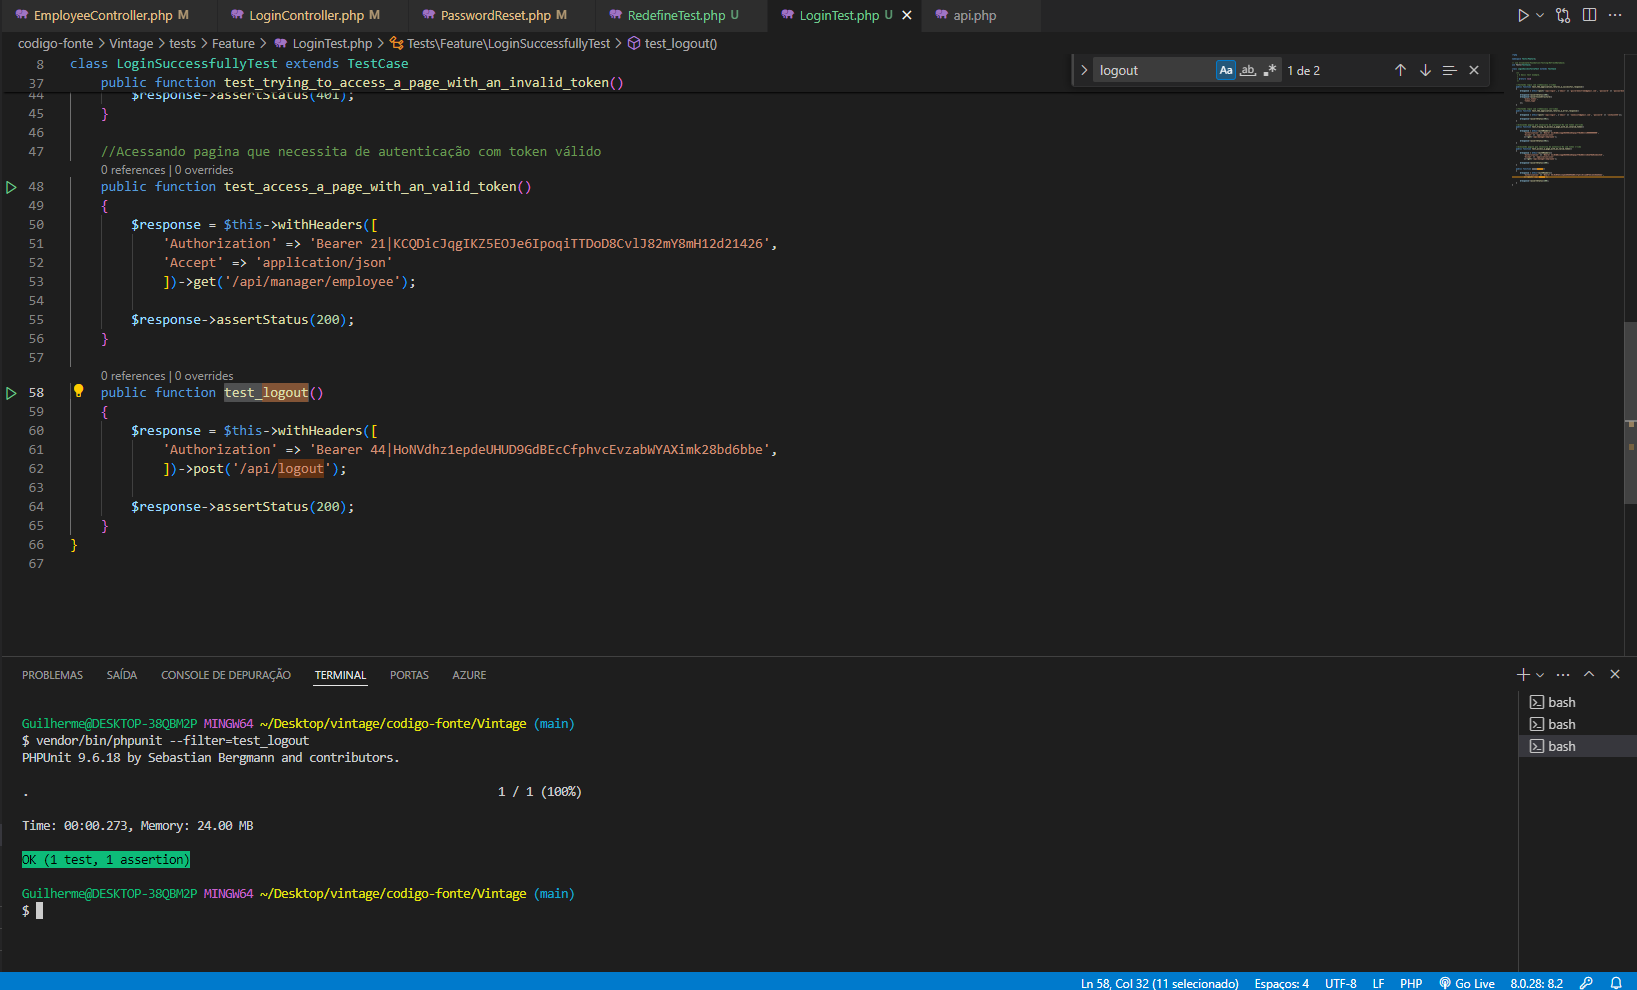 EmployeeController.php M LoginController.php M PasswordReset.php M RedefineTest.php U LoginTest.php U api.php
codigo-fonte > Vintage > tests > Feature > LoginTest.php > Tests\Feature\LoginSuccessfullyTest > test_logout()
8 class LoginSuccessfullyTest extends TestCase
logout Aa ab .* 1 de 2
37 public function test_trying_to_access_a_page_with_an_invalid_token()
44 $response->assertStatus(401);
45 }
46
47 //Acessando pagina que necessita de autenticação com token válido
0 references | 0 overrides
48 public function test_access_a_page_with_an_valid_token()
49 {
50 $response = $this->withHeaders([
51 'Authorization' => 'Bearer 21|KCQDicJqgIKZ5EOJe6IpoqiTTDoD8CvlJ82mY8mH12d21426',
52 'Accept' => 'application/json'
53 ])->get('/api/manager/employee');
54
55 $response->assertStatus(200);
56 }
57
0 references | 0 overrides
58 public function test_logout()
59 {
60 $response = $this->withHeaders([
61 'Authorization' => 'Bearer 44|HoNVdhz1epdeUHUD9GdBEcCfphvcEvzabWYAXimk28bd6bbe',
62 ])->post('/api/logout');
63
64 $response->assertStatus(200);
65 }
66 }
67
PROBLEMAS SAÍDA CONSOLE DE DEPURAÇÃO TERMINAL PORTAS AZURE
bash
bash
bash
Guilherme@DESKTOP-38QBM2P MINGW64 ~/Desktop/vintage/codigo-fonte/Vintage (main)
$ vendor/bin/phpunit --filter=test_logout
PHPUnit 9.6.18 by Sebastian Bergmann and contributors.
. 1 / 1 (100%)
Time: 00:00.273, Memory: 24.00 MB
OK (1 test, 1 assertion)
Guilherme@DESKTOP-38QBM2P MINGW64 ~/Desktop/vintage/codigo-fonte/Vintage (main)
$
Ln 58, Col 32 (11 selecionado) Espaços: 4 UTF-8 LF PHP Go Live 8.0.28: 8.2